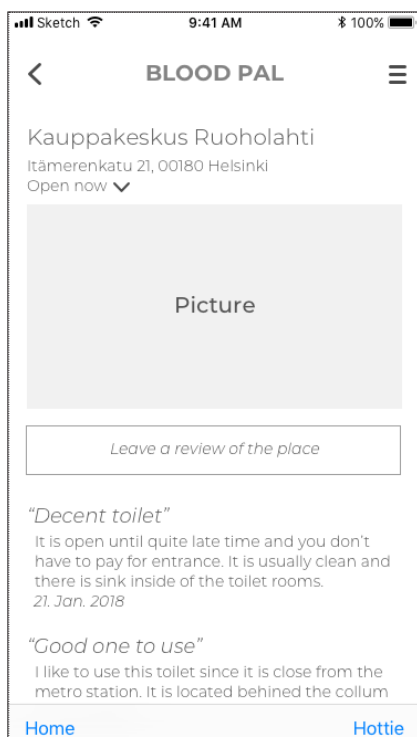 Sketch 9:41 AM 100%
BLOOD PAL
Kauppakeskus Ruoholahti
Itämerenkatu 21, 00180 Helsinki
Open now
Picture
Leave a review of the place
“Decent toilet”
It is open until quite late time and you don’t
have to pay for entrance. It is usually clean and
there is sink inside of the toilet rooms.
21. Jan. 2018
“Good one to use”
I like to use this toilet since it is close from the
metro station. It is located behined the collum
Home Hottie